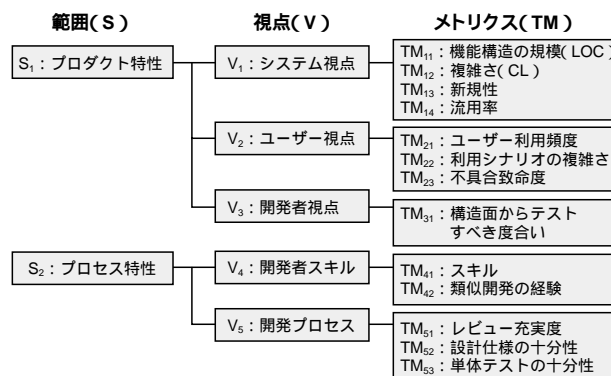 範囲(S)
視点(V)
メトリクス(TM)
S1：プロダクト特性
V1：システム視点
TM11：機能構造の規模(LOC)
TM12：複雑さ(CL)
TM13：新規性
TM14：流用率
V2：ユーザー視点
TM21：ユーザー利用頻度
TM22：利用シナリオの複雑さ
TM23：不具合致命度
V3：開発者視点
TM31：構造面からテスト
すべき度合い
S2：プロセス特性
V4：開発者スキル
TM41：スキル
TM42：類似開発の経験
V5：開発プロセス
TM51：レビュー充実度
TM52：設計仕様の十分性
TM53：単体テストの十分性